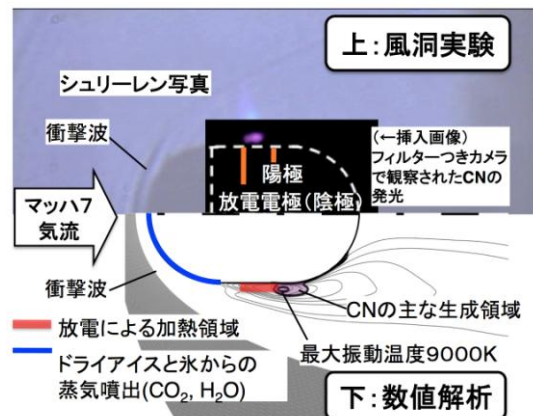 上：風洞実験
シュリーレン写真
衝撃波
(←挿入画像)
フィルターつきカメラ
で観察されたCNの
発光
陽極
放電電極(陰極)
マッハ7
気流
衝撃波
CNの主な生成領域
放電による加熱領域
最大振動温度9000K
ドライアイスと氷からの
蒸気噴出(CO₂, H₂O)
下：数値解析